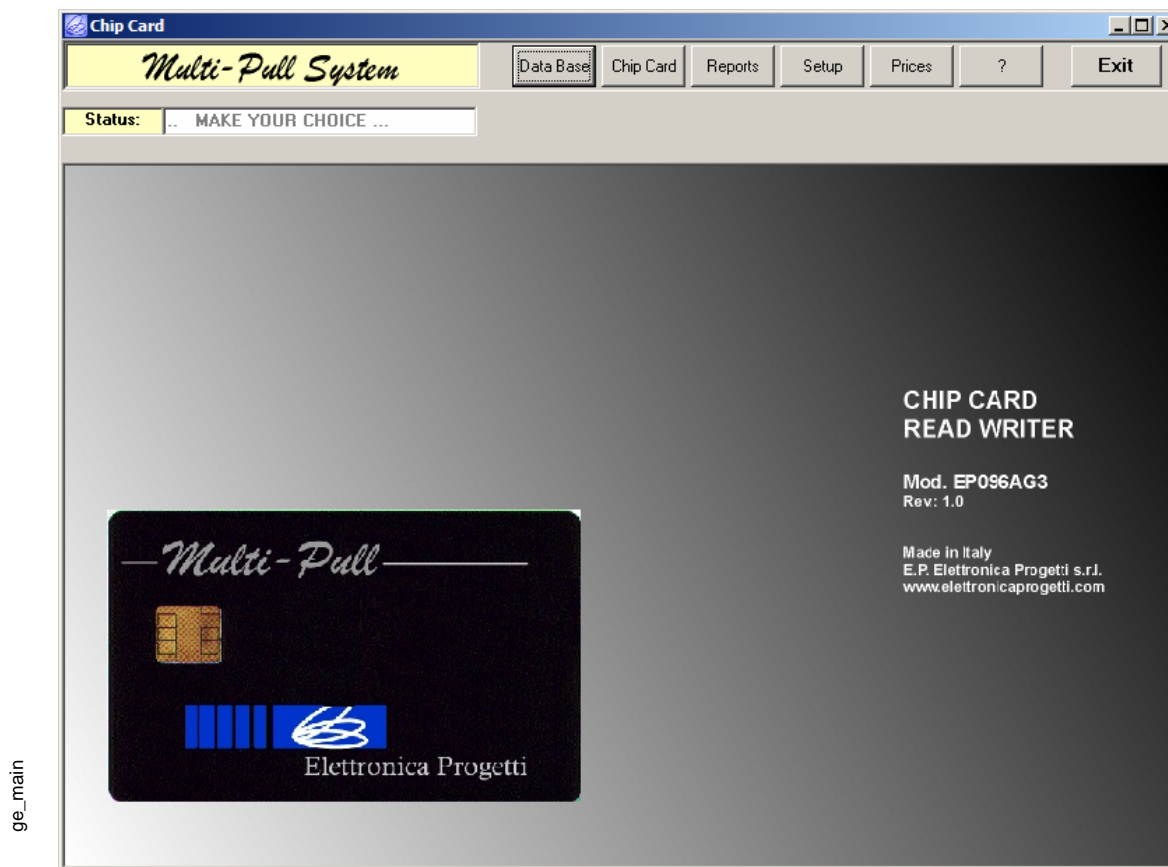 Chip Card
Multi-Pull System
Data Base Chip Card Reports Setup Prices ? Exit
Status: .. MAKE YOUR CHOICE ...
CHIP CARD
READ WRITER
Mod. EP096AG3
Rev: 1.0
Made in Italy
E.P. Elettronica Progetti s.r.l.
www.elettronicaprogetti.com
Multi-Pull
Elettronica Progetti
ge_main